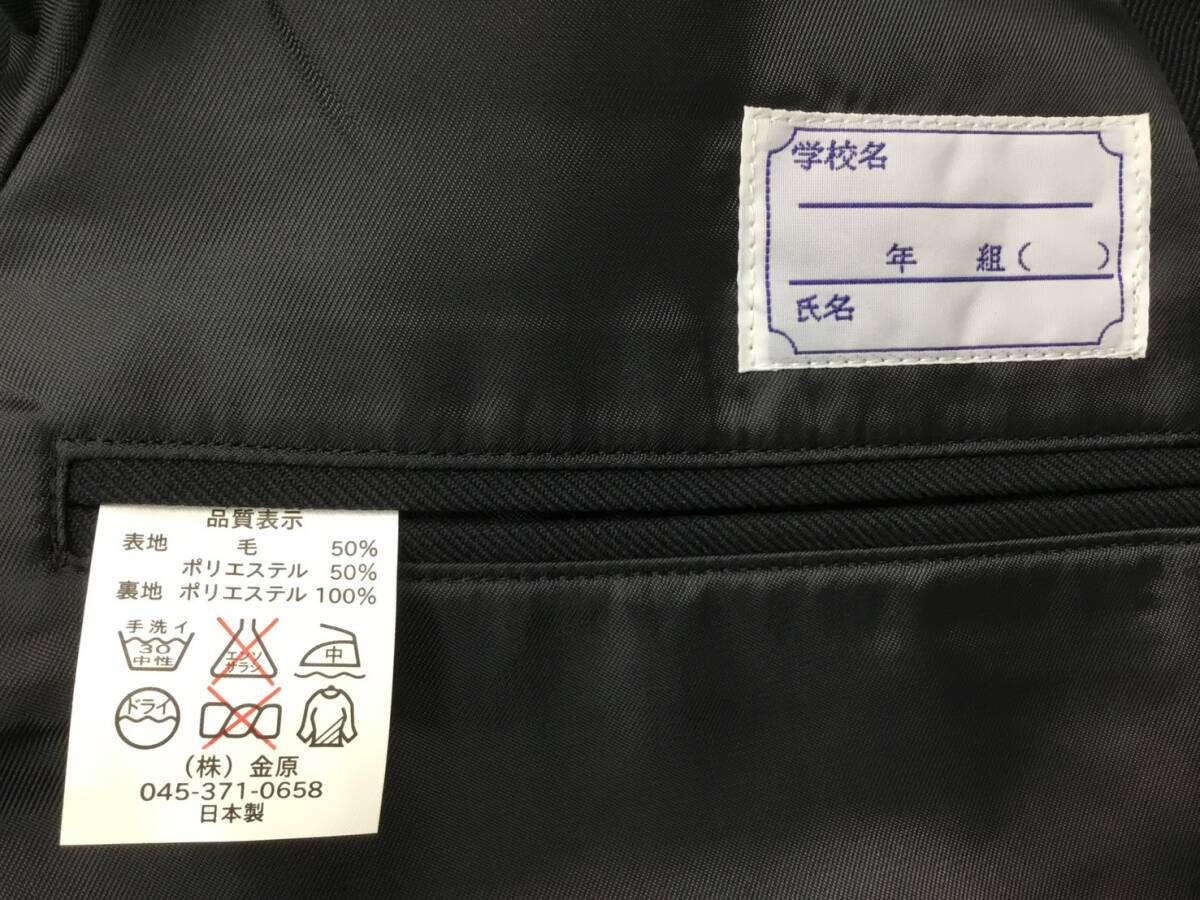 学校名
年 組( )
氏名
品質表示
表地 毛 50%
ポリエステル 50%
裏地 ポリエステル 100%
手洗イ
30
中性
エンソ
サラシ
中
ドライ
(株) 金原
045-371-0658
日本製